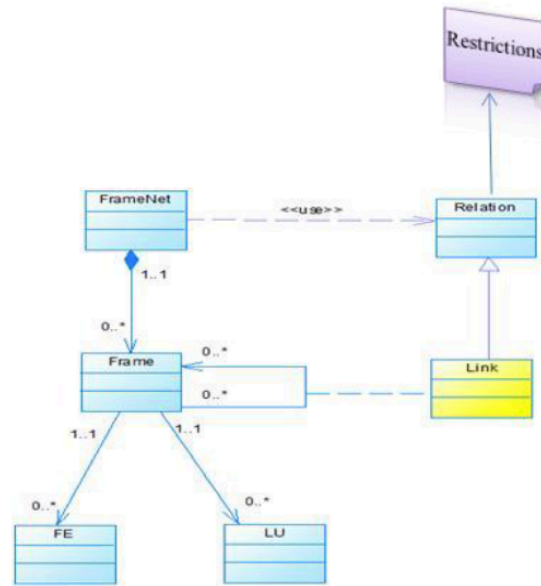 Restrictions
FrameNet
<<use>>
Relation
1..1
0..*
Frame
0..*
0..*
Link
1..1
1..1
0..*
0..*
FE
LU